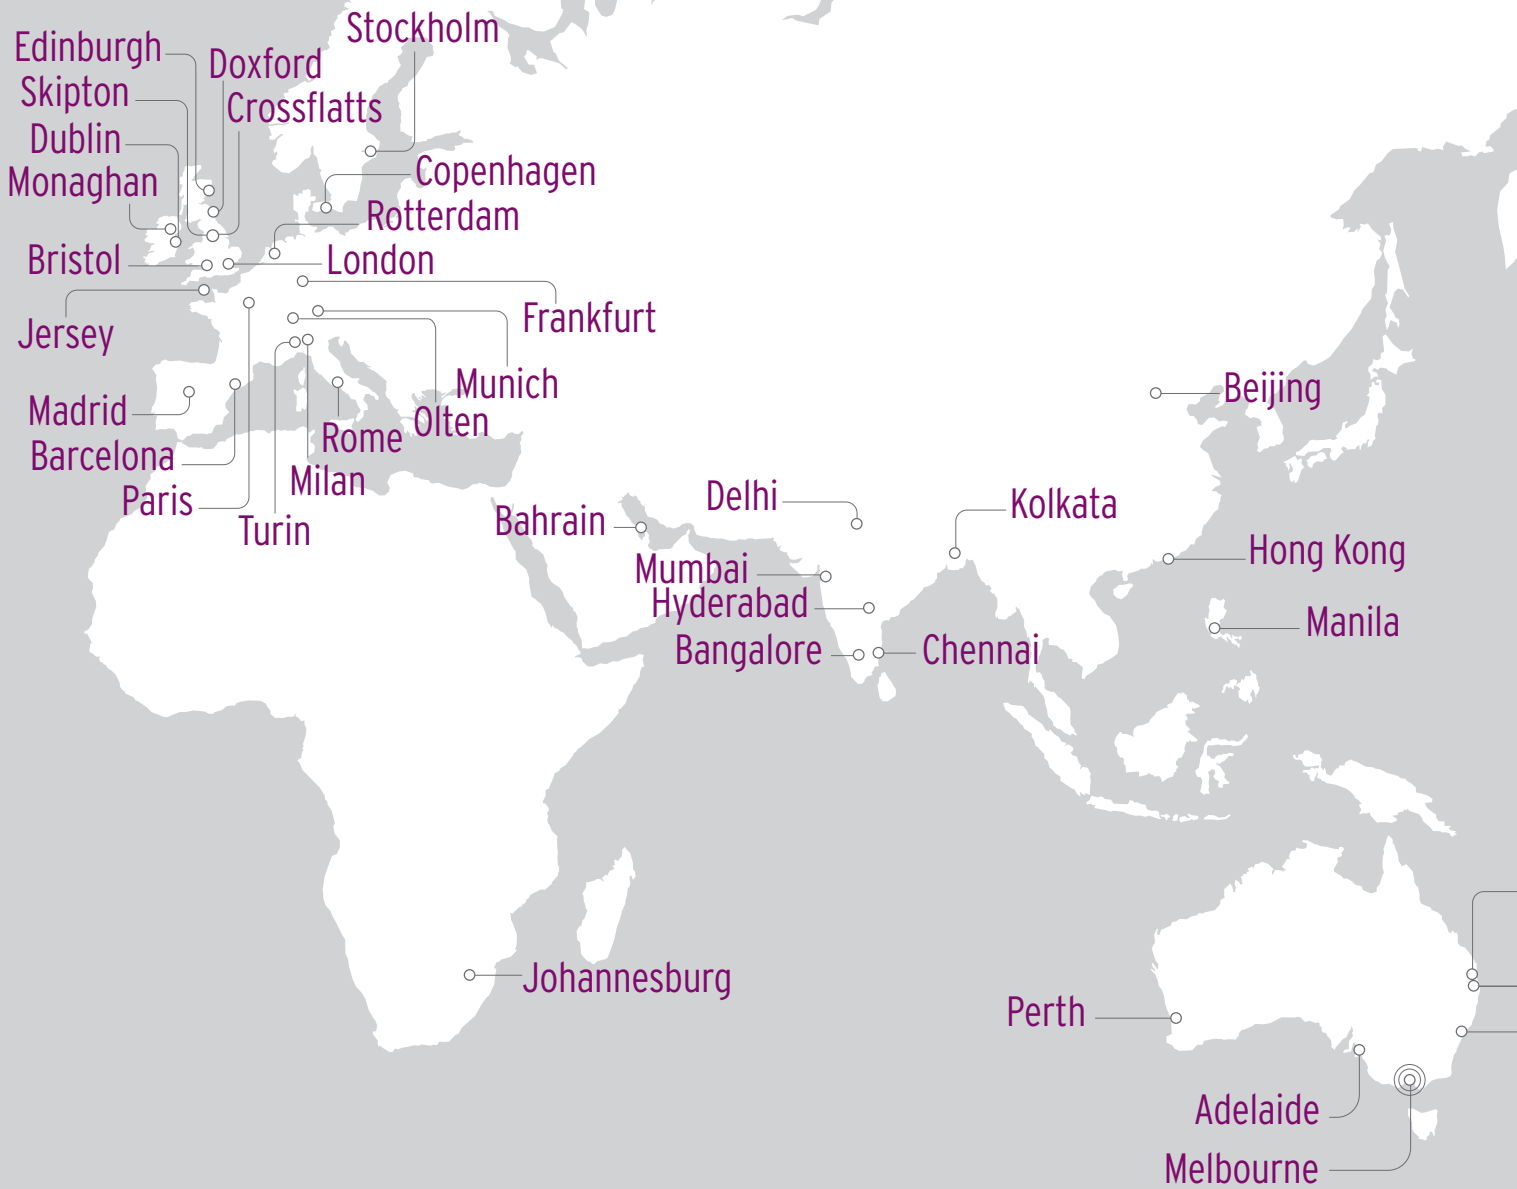 Stockholm
Edinburgh
Doxford
Skipton
Crossflatts
Dublin
Copenhagen
Monaghan
Rotterdam
Bristol
London
Jersey
Frankfurt
Munich
Madrid
Olten
Barcelona
Rome
Milan
Paris
Turin
Beijing
Bahrain
Delhi
Kolkata
Hong Kong
Mumbai
Hyderabad
Manila
Bangalore
Chennai
Johannesburg
Perth
Adelaide
Melbourne